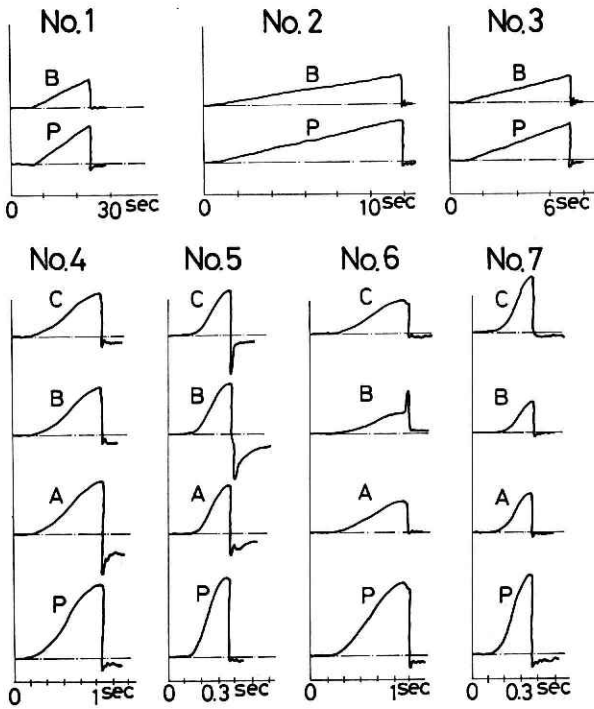 No.1 No.2 No.3
B B B
P P P
0 30 sec 0 10 sec 0 6 sec
No.4 No.5 No.6 No.7
C C C C
B B B B
A A A A
P P P P
0 1 sec 0 0.3 sec 0 1 sec 0 0.3 sec